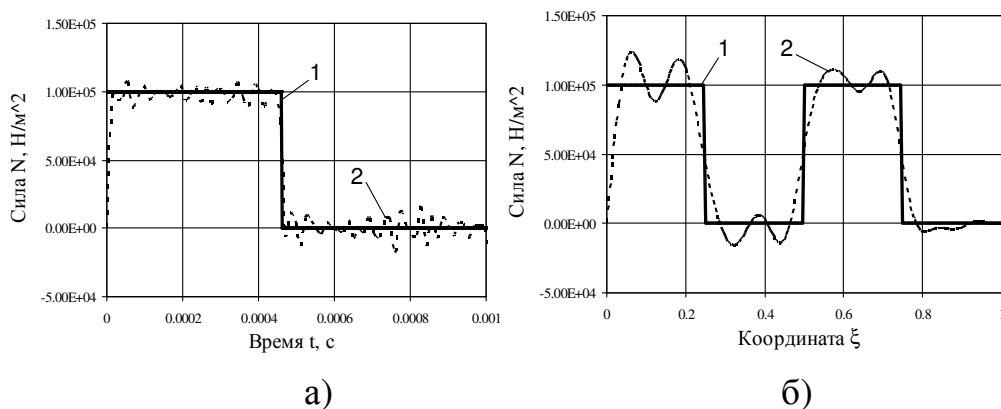 1.50E+05
1.00E+05
5.00E+04
0.00E+00
-5.00E+04
Сила N, Н/м^2
1
2
0
0.0002
0.0004
0.0006
0.0008
0.001
Время t, с
а)
1.50E+05
1.00E+05
5.00E+04
0.00E+00
-5.00E+04
Сила N, Н/м^2
1
2
0
0.2
0.4
0.6
0.8
1
Координата ξ
б)